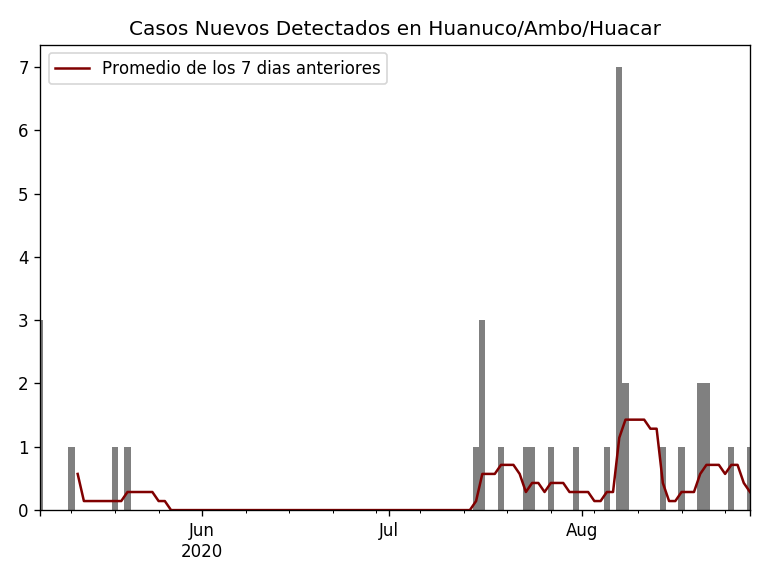 Casos Nuevos Detectados en Huanuco/Ambo/Huacar
Promedio de los 7 dias anteriores
7
6
5
4
3
2
1
0
Jun
2020
Jul
Aug